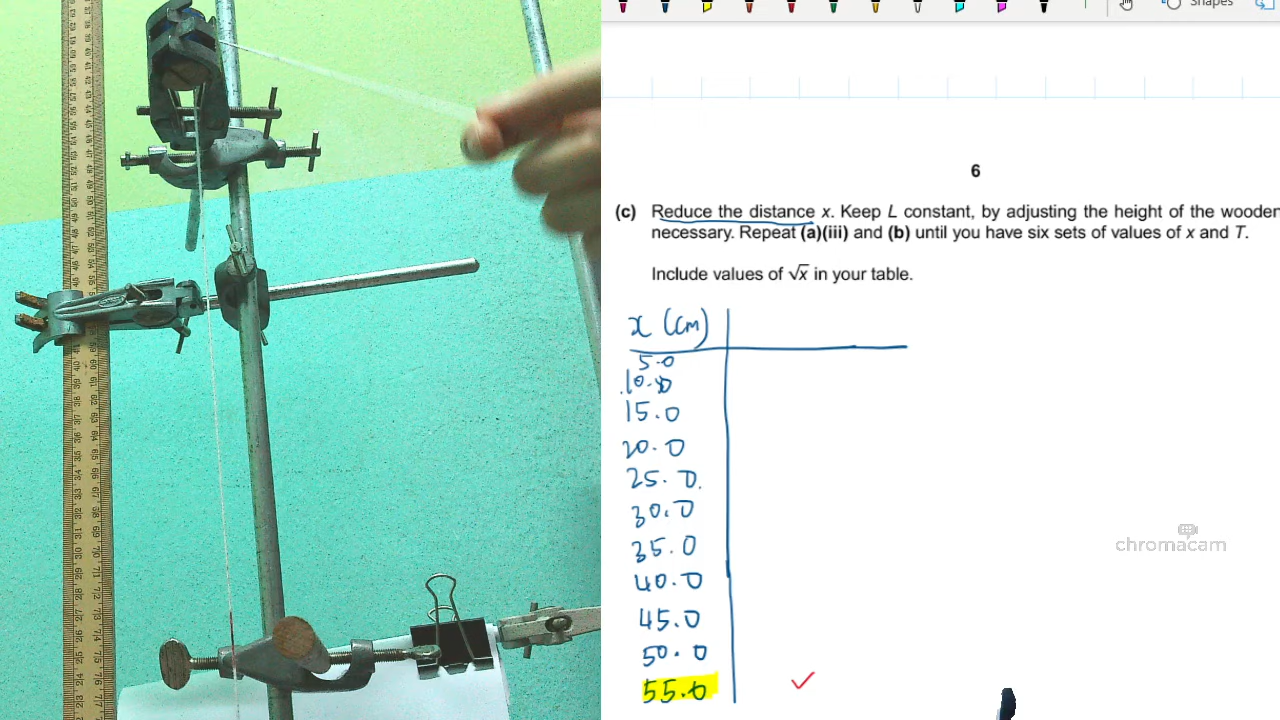 Shapes
6
(c) Reduce the distance x. Keep L constant, by adjusting the height of the wooden
necessary. Repeat (a)(iii) and (b) until you have six sets of values of x and T.
Include values of √x in your table.
x (cm)
5.0
10.0
15.0
20.0
25.0
30.0
35.0
40.0
45.0
50.0
55.0
chromacam